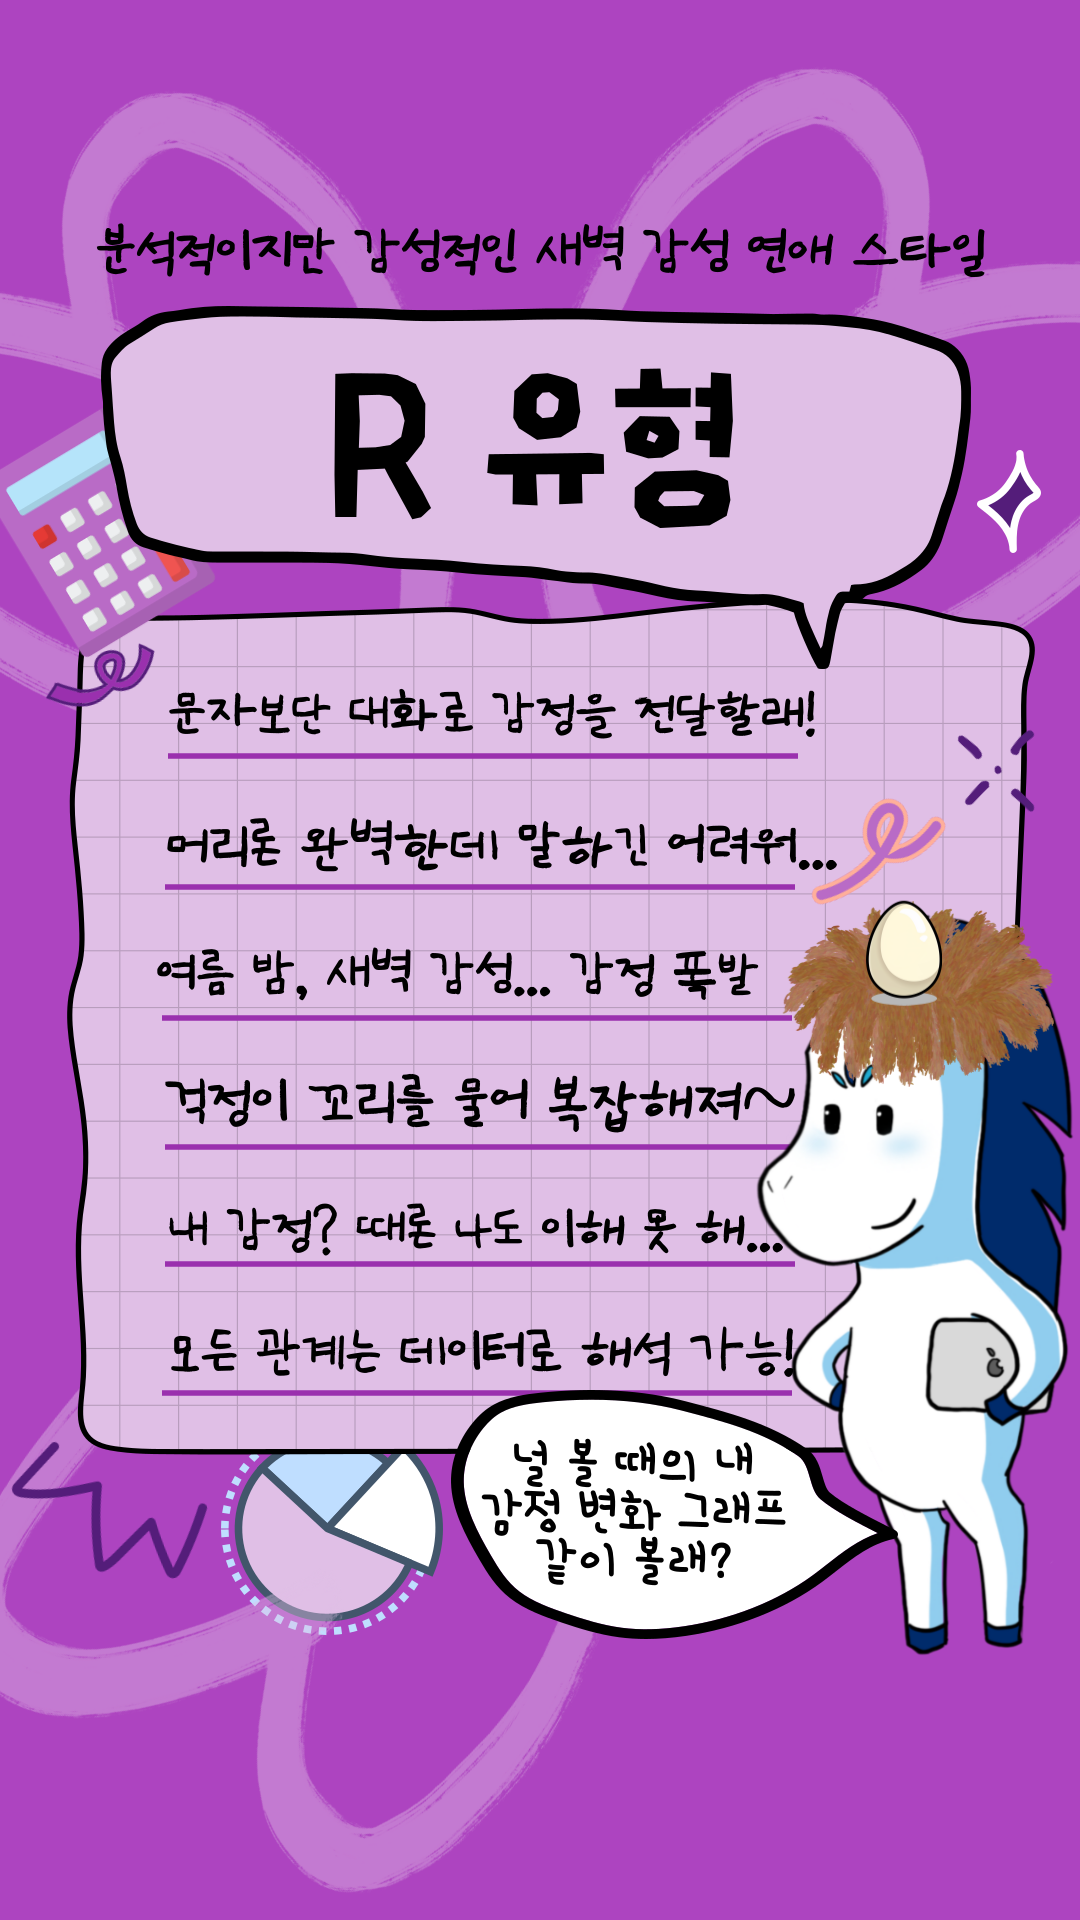 분석적이지만 감성적인 새벽 감성 연애 스타일
R 유형
문자보단 대화로 감정을 전달할래!
머리론 완벽한데 말하긴 어려워...
여름 밤, 새벽 감성... 감정 폭발
걱정이 꼬리를 물어 복잡해져~
내 감정? 때론 나도 이해 못 해...
모든 관계는 데이터로 해석 가능!
널 볼 때의 내
감정 변화 그래프
같이 볼래?